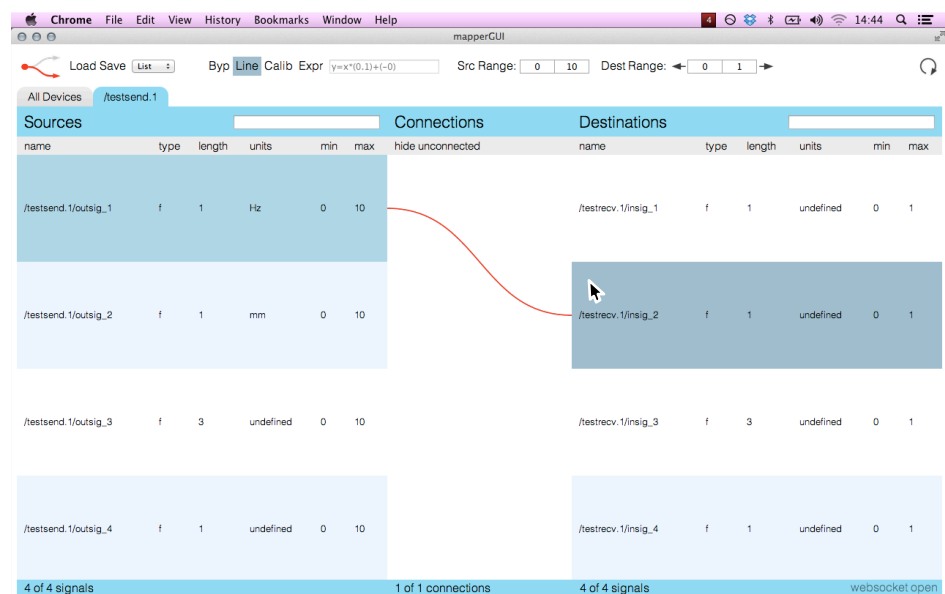 Chrome File Edit View History Bookmarks Window Help 4 14:44
mapperGUI
Load Save List Byp Line Calib Expr y=x*(0.1)+(-0) Src Range: 0 10 Dest Range: 0 1
All Devices /testsend.1
Sources Connections Destinations
name type length units min max hide unconnected name type length units min max
/testsend.1/outsig_1 f 1 Hz 0 10 /testrecv.1/insig_1 f 1 undefined 0 1
/testsend.1/outsig_2 f 1 mm 0 10 /testrecv.1/insig_2 f 1 undefined 0 1
/testsend.1/outsig_3 f 3 undefined 0 10 /testrecv.1/insig_3 f 3 undefined 0 1
/testsend.1/outsig_4 f 1 undefined 0 10 /testrecv.1/insig_4 f 1 undefined 0 1
4 of 4 signals 1 of 1 connections 4 of 4 signals websocket open